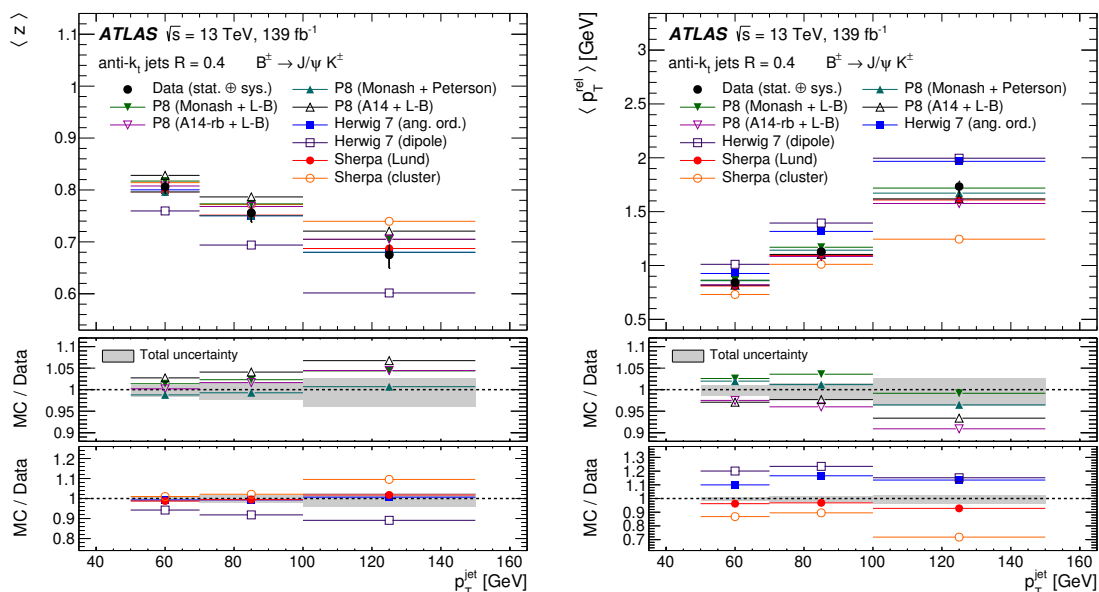 ⟨ z ⟩
1.1
1
0.9
0.8
0.7
0.6
ATLAS √s = 13 TeV, 139 fb⁻¹
anti-kₜ jets R = 0.4 B± → J/ψ K±
Data (stat. ⊕ sys.)
P8 (Monash + L-B)
P8 (A14-rb + L-B)
P8 (Monash + Peterson)
P8 (A14 + L-B)
Herwig 7 (ang. ord.)
Herwig 7 (dipole)
Sherpa (Lund)
Sherpa (cluster)
MC / Data
1.1
1.05
1
0.95
0.9
Total uncertainty
MC / Data
1.2
1.1
1
0.9
0.8
40 60 80 100 120 140 160
p_T^jet [GeV]
⟨ p_T^rel ⟩ [GeV]
3
2.5
2
1.5
1
0.5
ATLAS √s = 13 TeV, 139 fb⁻¹
anti-kₜ jets R = 0.4 B± → J/ψ K±
Data (stat. ⊕ sys.)
P8 (Monash + L-B)
P8 (A14-rb + L-B)
P8 (Monash + Peterson)
P8 (A14 + L-B)
Herwig 7 (ang. ord.)
Herwig 7 (dipole)
Sherpa (Lund)
Sherpa (cluster)
MC / Data
1.1
1.05
1
0.95
0.9
Total uncertainty
MC / Data
1.3
1.2
1.1
1
0.9
0.8
0.7
40 60 80 100 120 140 160
p_T^jet [GeV]